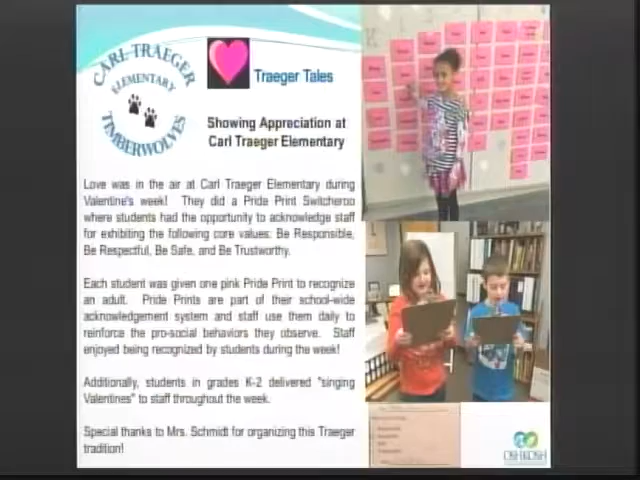 CARL TRAEGER
ELEMENTARY
TIMBERWOLVES
Traeger Tales
Showing Appreciation at
Carl Traeger Elementary
Love was in the air at Carl Traeger Elementary during
Valentine's week! They did a Pride Print Switcheroo
where students had the opportunity to acknowledge staff
for exhibiting the following core values: Be Responsible,
Be Respectful, Be Safe, and Be Trustworthy.
Each student was given one pink Pride Print to recognize
an adult. Pride Prints are part of their school-wide
acknowledgement system and staff use them daily to
reinforce the pro-social behaviors they observe. Staff
enjoyed being recognized by students during the week!
Additionally, students in grades K-2 delivered "singing
Valentines" to staff throughout the week.
Special thanks to Mrs. Schmidt for organizing this Traeger
tradition!
OSHKOSH